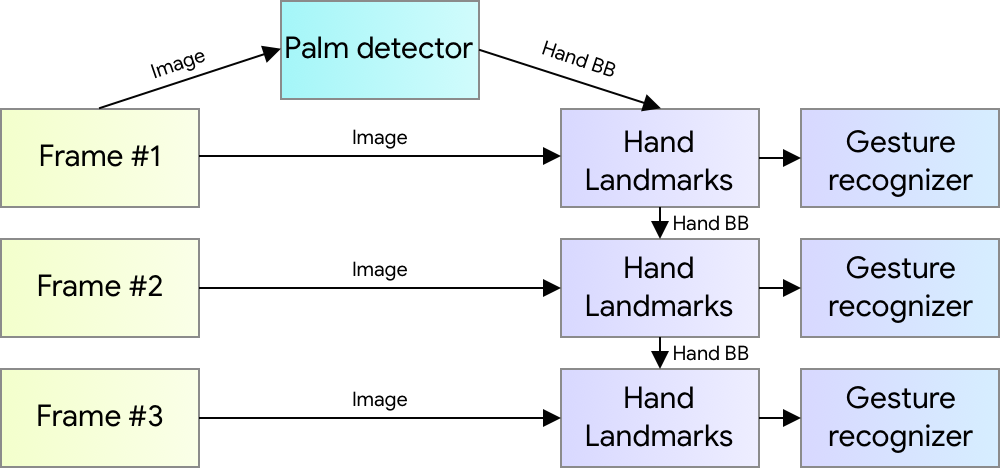 Palm detector
Image
Hand BB
Frame #1
Image
Hand
Landmarks
Gesture
recognizer
Hand BB
Frame #2
Image
Hand
Landmarks
Gesture
recognizer
Hand BB
Frame #3
Image
Hand
Landmarks
Gesture
recognizer